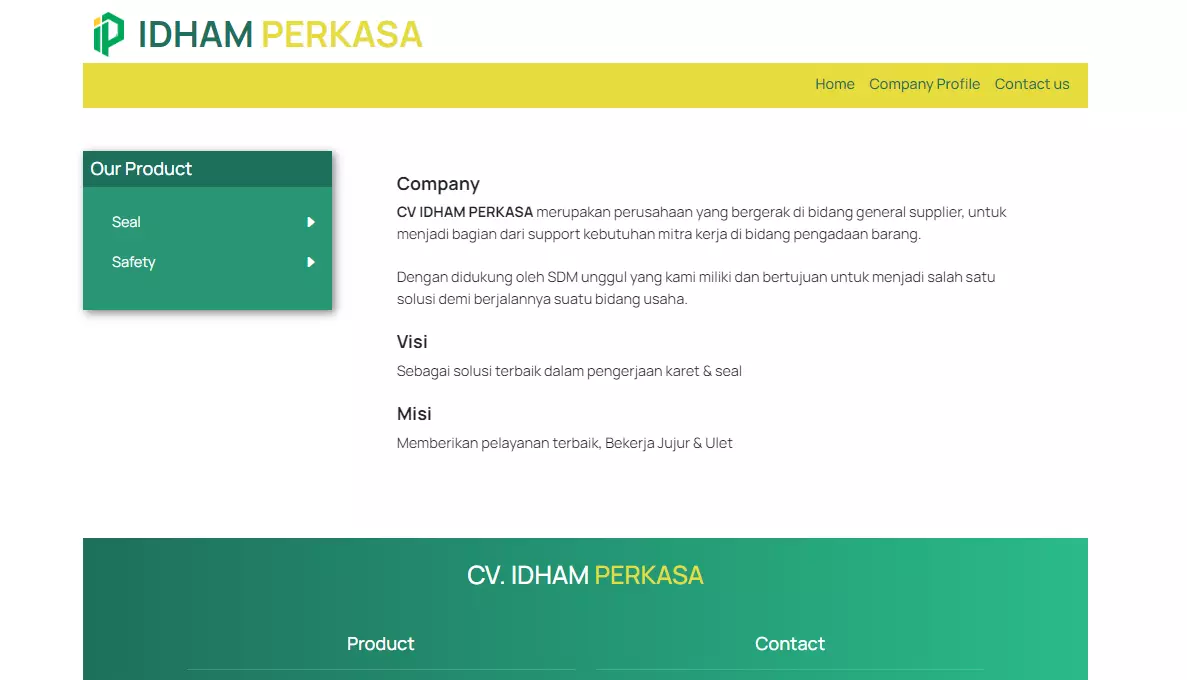 IDHAM PERKASA
Home Company Profile Contact us
Our Product
Seal
Safety
Company
CV IDHAM PERKASA merupakan perusahaan yang bergerak di bidang general supplier, untuk
menjadi bagian dari support kebutuhan mitra kerja di bidang pengadaan barang.
Dengan didukung oleh SDM unggul yang kami miliki dan bertujuan untuk menjadi salah satu
solusi demi berjalannya suatu bidang usaha.
Visi
Sebagai solusi terbaik dalam pengerjaan karet & seal
Misi
Memberikan pelayanan terbaik, Bekerja Jujur & Ulet
CV. IDHAM PERKASA
Product Contact